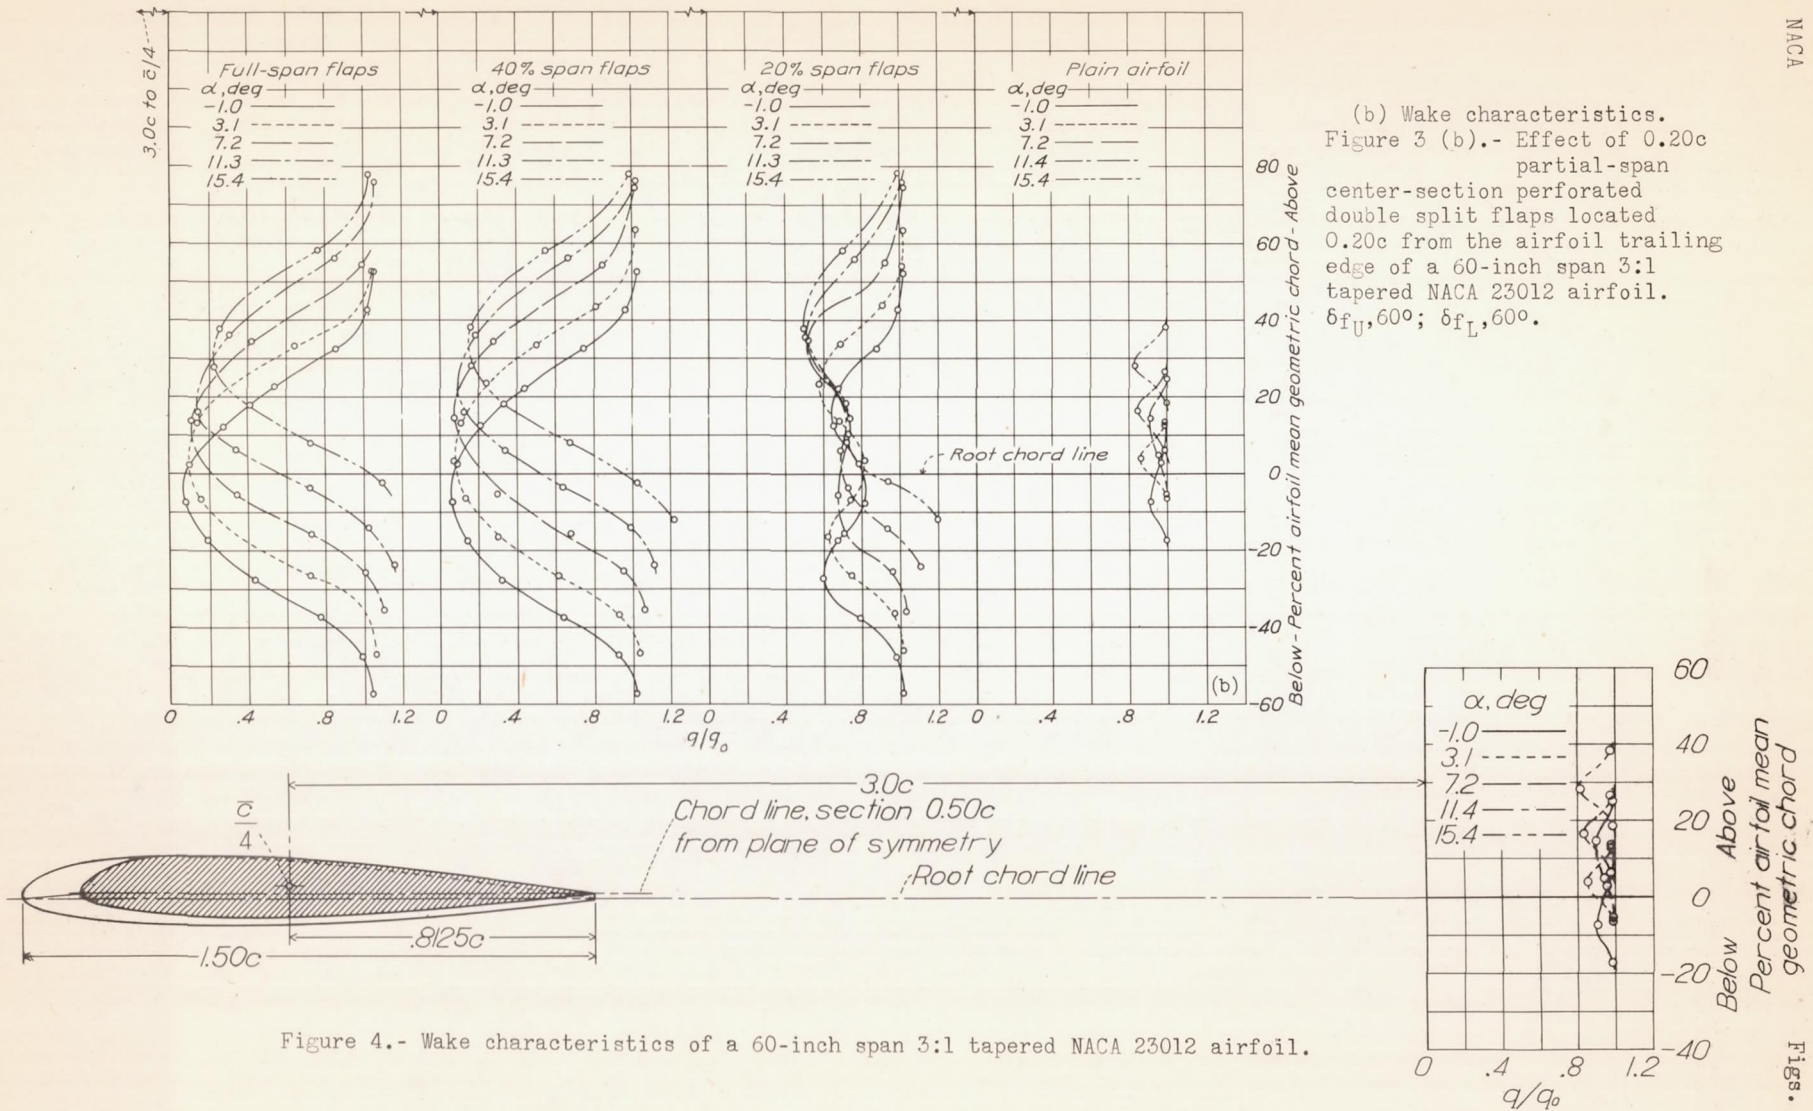 NACA
3.0c to c̄/4
Full-span flaps
α,deg
-1.0
3.1
7.2
11.3
15.4
40% span flaps
α,deg
-1.0
3.1
7.2
11.3
15.4
20% span flaps
α,deg
-1.0
3.1
7.2
11.3
15.4
Plain airfoil
α,deg
-1.0
3.1
7.2
11.4
15.4
Root chord line
(b)
80
60
40
20
0
-20
-40
-60
Below - Percent airfoil mean geometric chord - Above
0 .4 .8 1.2 0 .4 .8 1.2 0 .4 .8 1.2 0 .4 .8 1.2
q/q₀
(b) Wake characteristics.
Figure 3 (b).- Effect of 0.20c
partial-span
center-section perforated
double split flaps located
0.20c from the airfoil trailing
edge of a 60-inch span 3:1
tapered NACA 23012 airfoil.
δfU,60º; δfL,60º.
3.0c
c̄
4
Chord line, section 0.50c
from plane of symmetry
Root chord line
.8125c
1.50c
α, deg
-1.0
3.1
7.2
11.4
15.4
60
40
20
0
-20
-40
Below Above
Percent airfoil mean
geometric chord
0 .4 .8 1.2
q/q₀
Figure 4.- Wake characteristics of a 60-inch span 3:1 tapered NACA 23012 airfoil.
Figs.